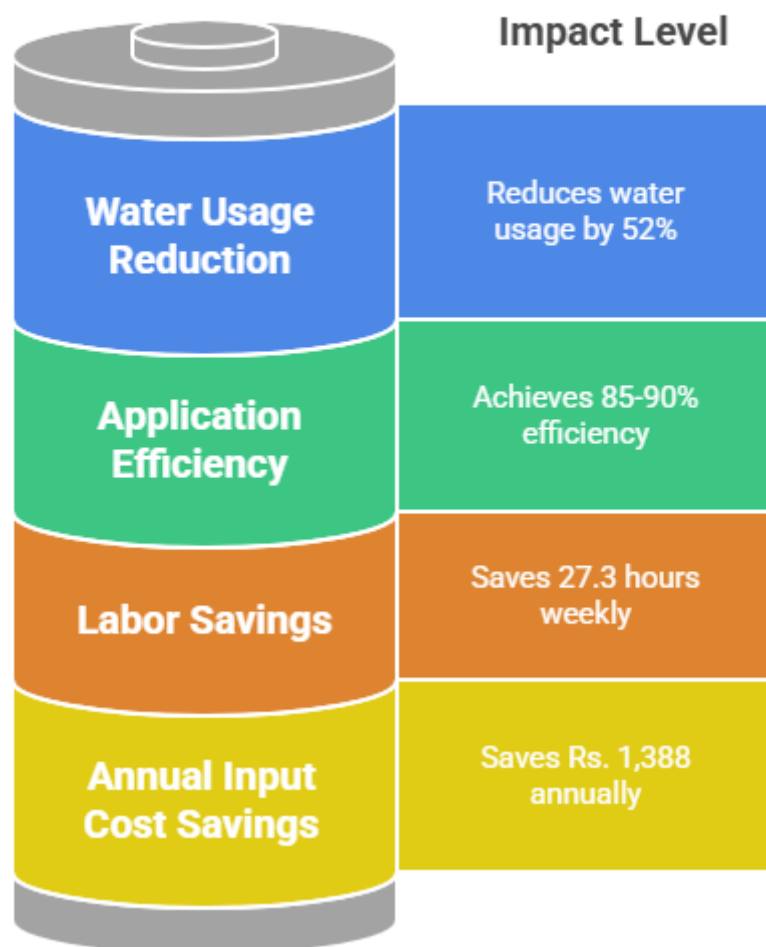 Impact Level
Water Usage
Reduction
Reduces water
usage by 52%
Application
Efficiency
Achieves 85-90%
efficiency
Labor Savings
Saves 27.3 hours
weekly
Annual Input
Cost Savings
Saves Rs. 1,388
annually